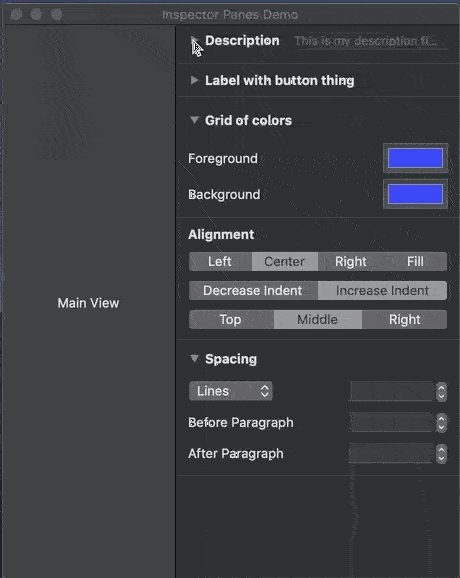 Inspector Panes Demo
Description This is my description fi...
Label with button thing
Grid of colors
Foreground
Background
Alignment
Left Center Right Fill
Decrease Indent Increase Indent
Top Middle Right
Main View
Spacing
Lines
Before Paragraph
After Paragraph